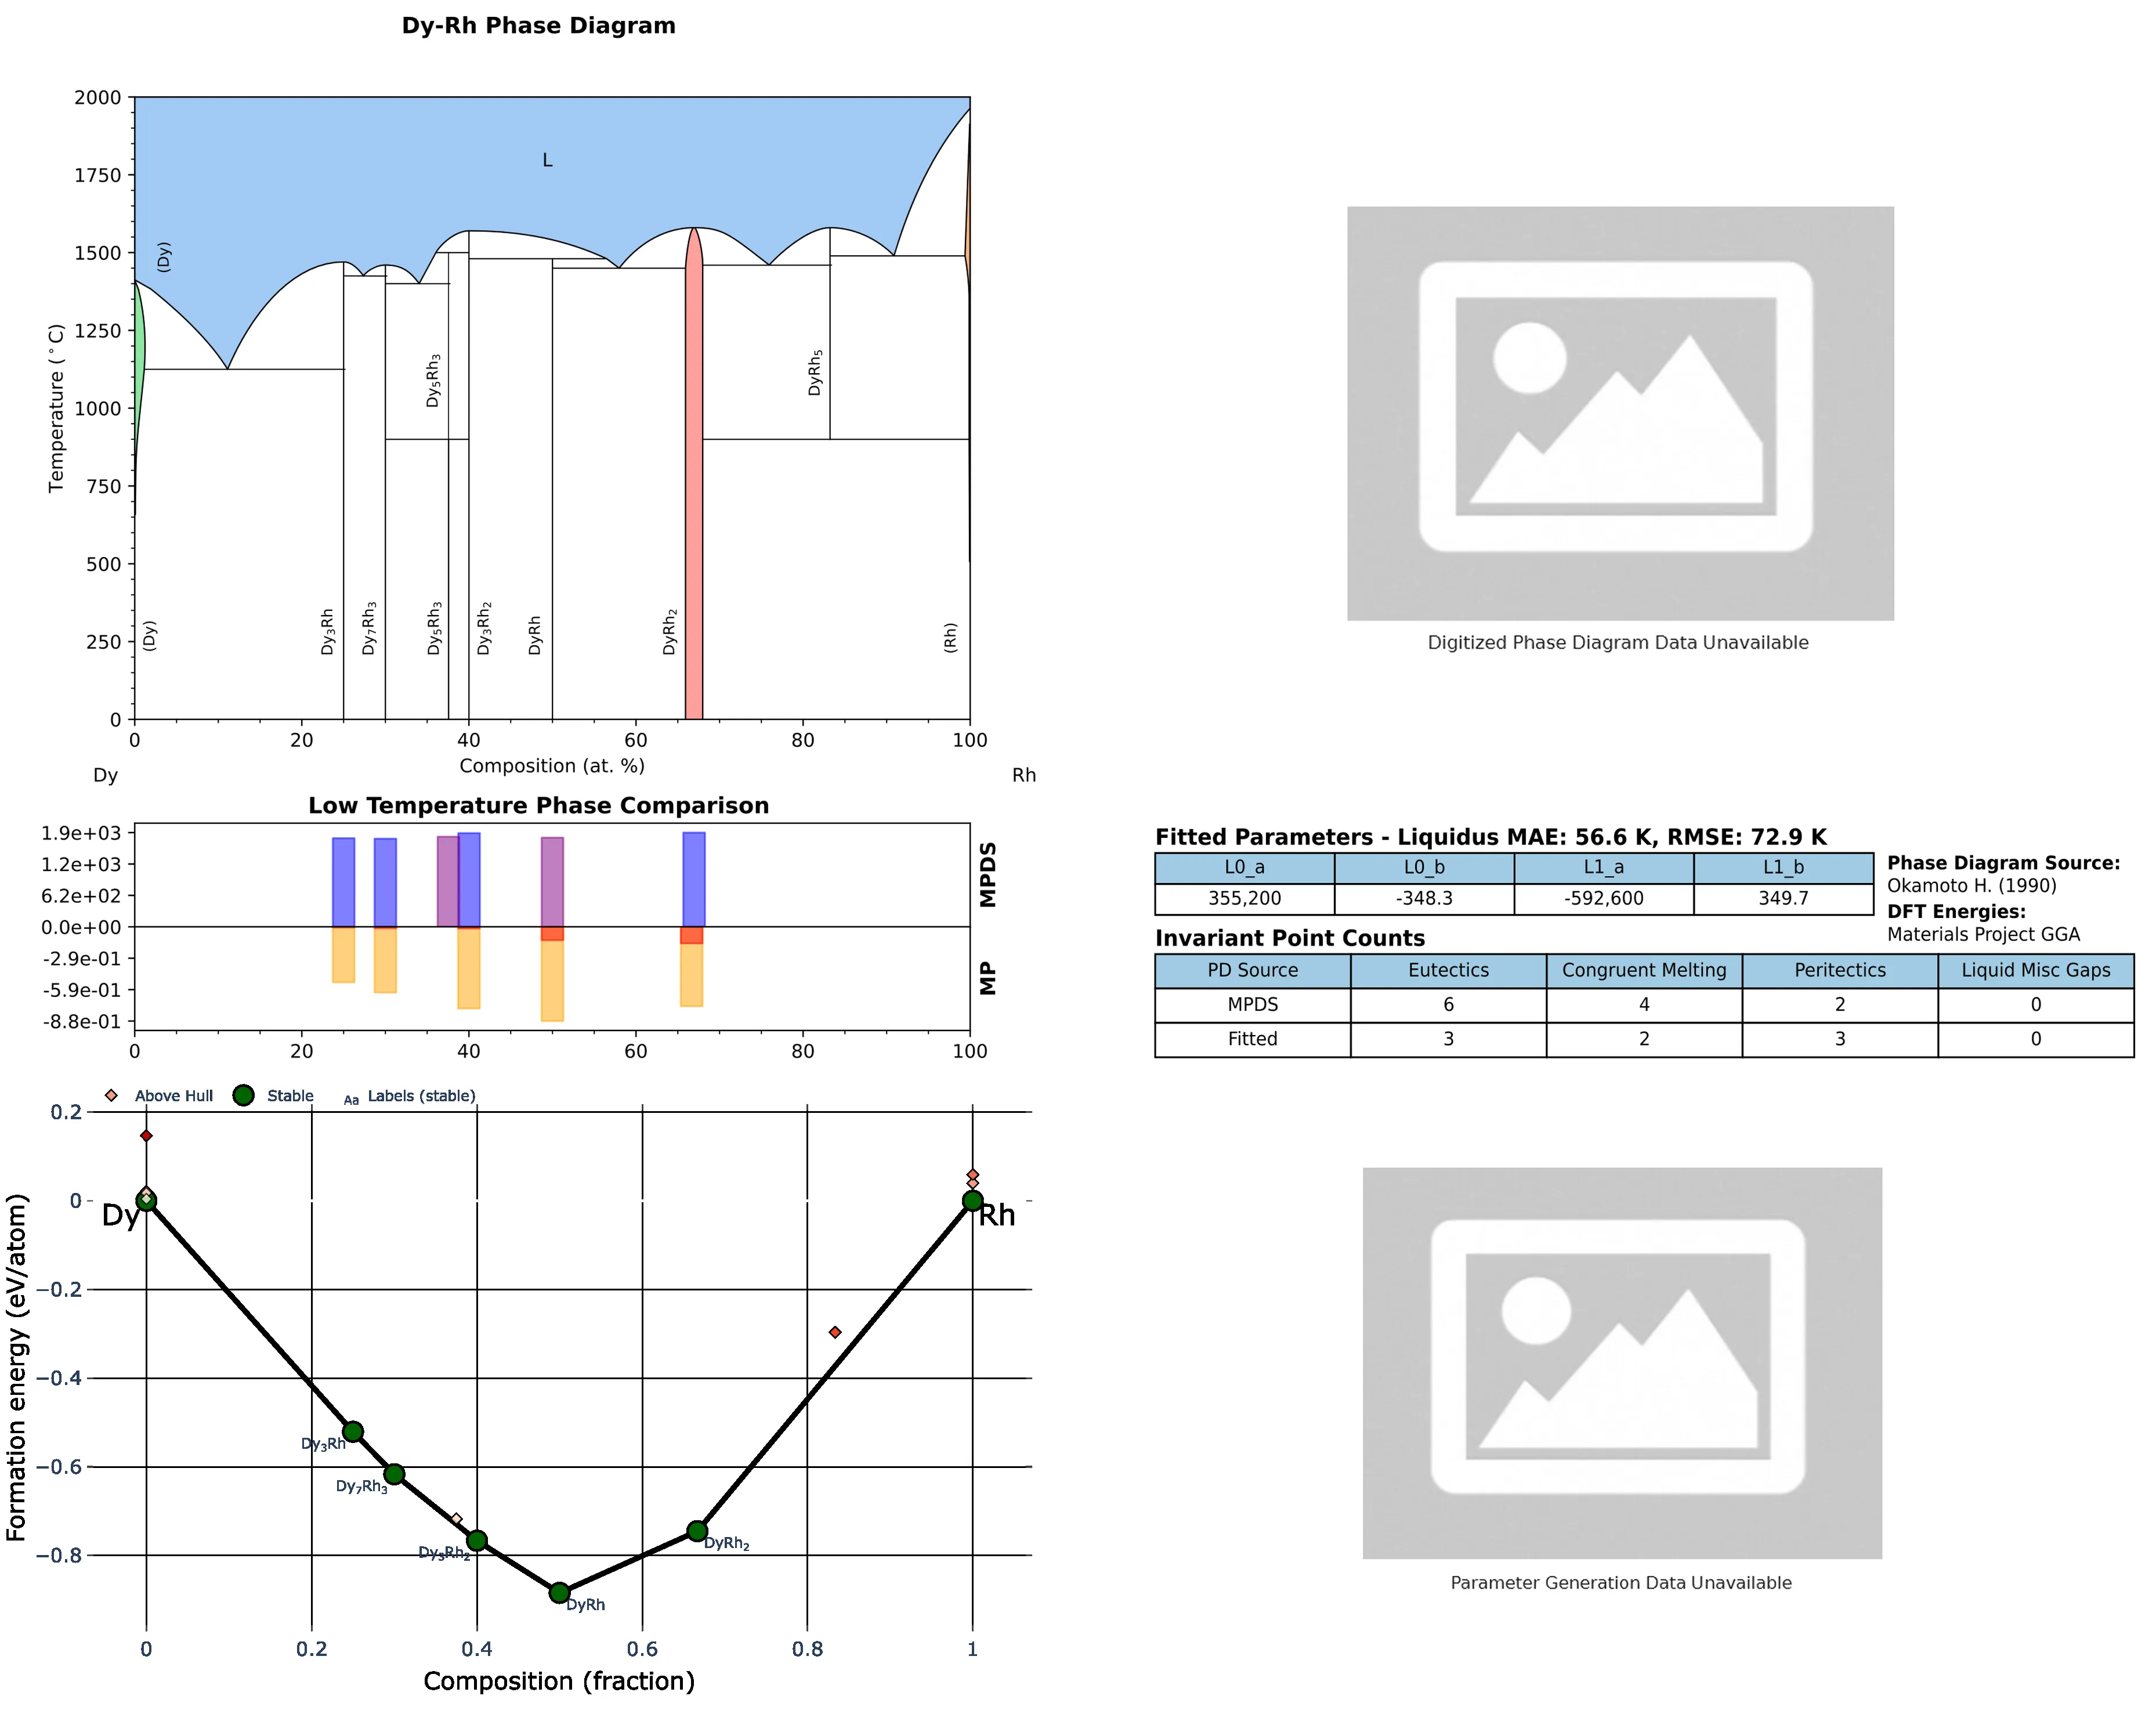 Dy-Rh Phase Diagram
2000
1750
1500
1250
1000
750
500
250
0
Temperature (°C)
L
(Dy)
(Dy)
Dy₃Rh
Dy₇Rh₃
Dy₅Rh₃
Dy₅Rh₃
Dy₃Rh₂
DyRh
DyRh₂
DyRh₅
(Rh)
0 20 40 60 80 100
Composition (at. %)
Dy Rh
Digitized Phase Diagram Data Unavailable
Low Temperature Phase Comparison
1.9e+03
1.2e+03
6.2e+02
0.0e+00
-2.9e-01
-5.9e-01
-8.8e-01
MPDS
MP
0 20 40 60 80 100
Fitted Parameters - Liquidus MAE: 56.6 K, RMSE: 72.9 K
L0_a L0_b L1_a L1_b
355,200 -348.3 -592,600 349.7
Phase Diagram Source:
Okamoto H. (1990)
DFT Energies:
Materials Project GGA
Invariant Point Counts
PD Source Eutectics Congruent Melting Peritectics Liquid Misc Gaps
MPDS 6 4 2 0
Fitted 3 2 3 0
Above Hull Stable Aa Labels (stable)
0.2
0
−0.2
−0.4
−0.6
−0.8
Formation energy (eV/atom)
Dy
Rh
Dy₃Rh
Dy₇Rh₃
Dy₃Rh₂
DyRh
DyRh₂
0 0.2 0.4 0.6 0.8 1
Composition (fraction)
Parameter Generation Data Unavailable